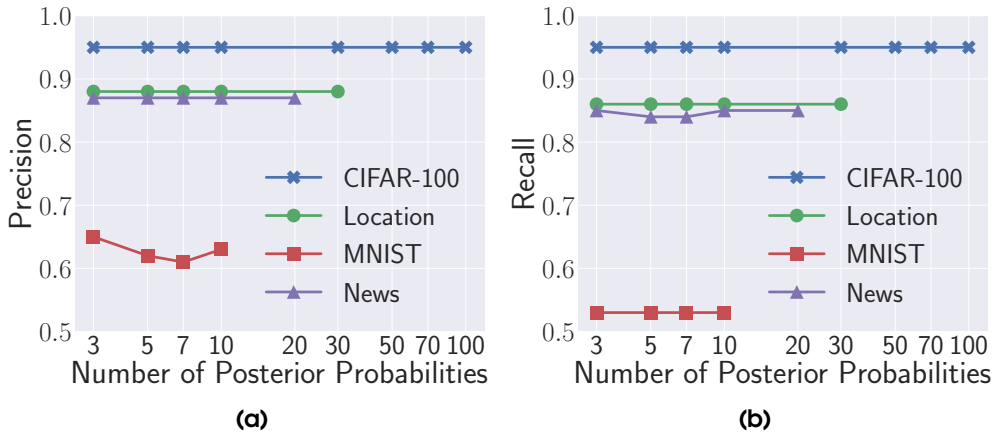 1.0
0.9
0.8
0.7
0.6
0.5
Precision
CIFAR-100
Location
MNIST
News
3 5 7 10 20 30 50 70 100
Number of Posterior Probabilities
(a)
1.0
0.9
0.8
0.7
0.6
0.5
Recall
CIFAR-100
Location
MNIST
News
3 5 7 10 20 30 50 70 100
Number of Posterior Probabilities
(b)